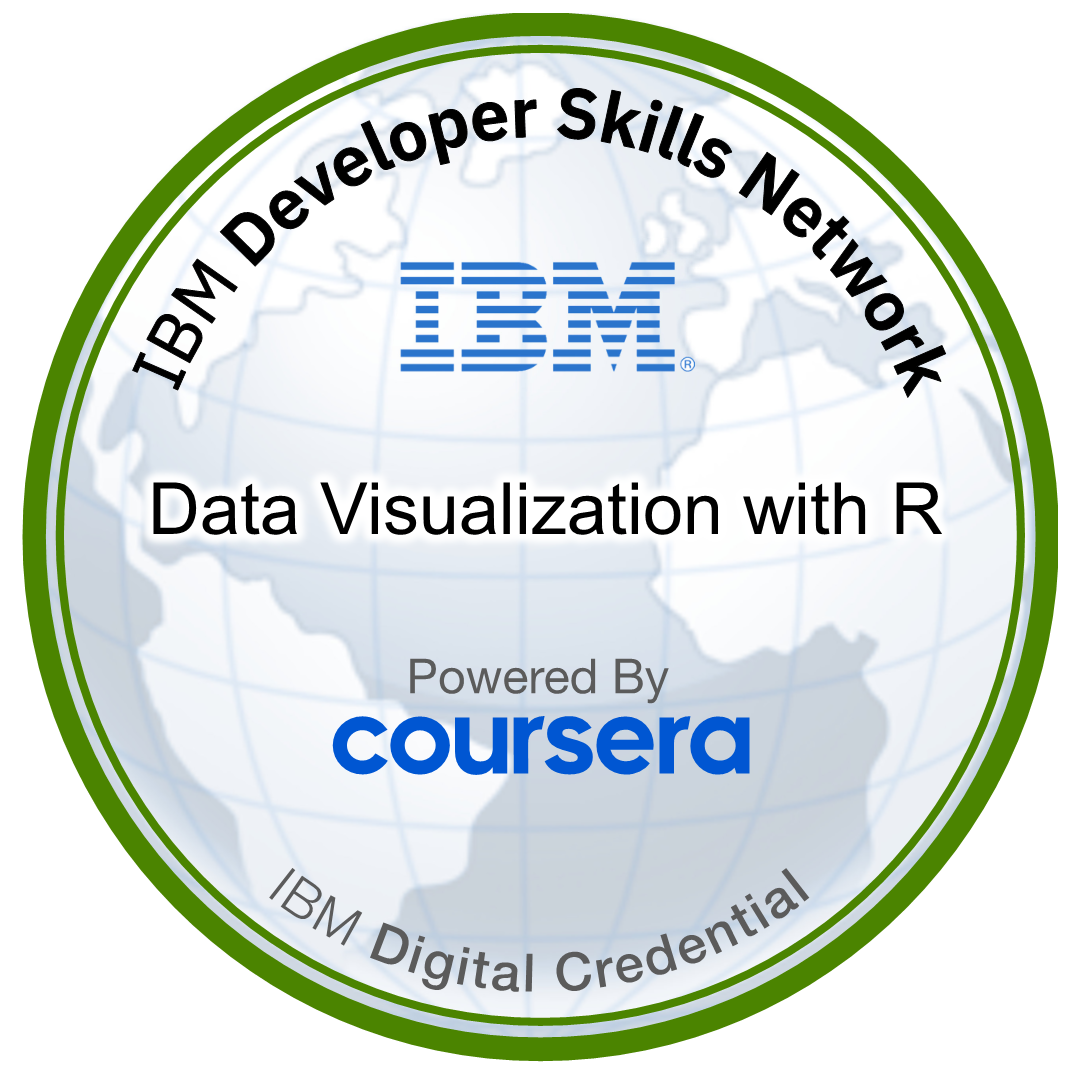 IBM Developer Skills Network
IBM®
Data Visualization with R
Powered By
coursera
IBM Digital Credential